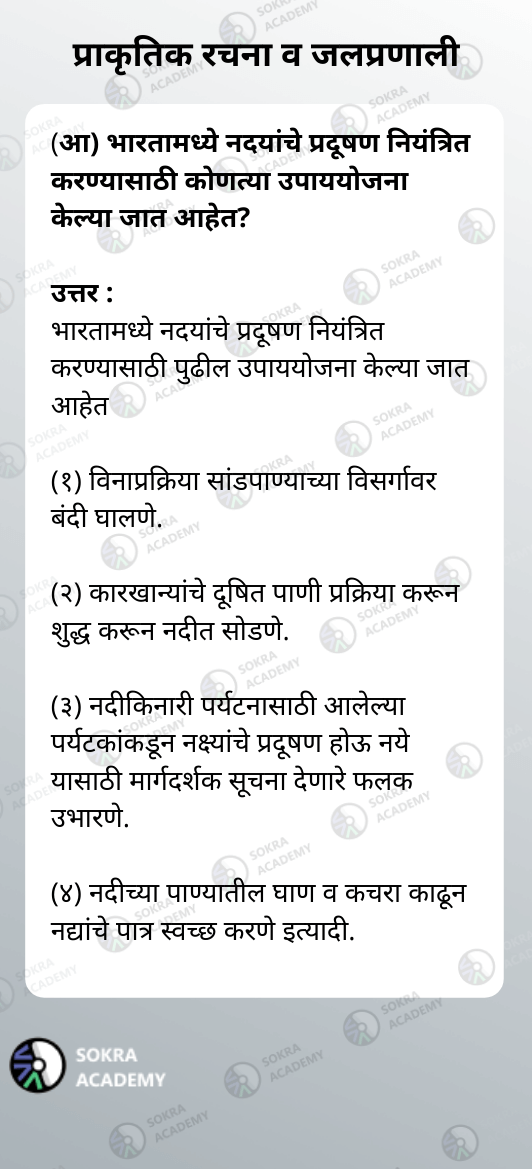 प्राकृतिक रचना व जलप्रणाली
(आ) भारतामध्ये नदयांचे प्रदूषण नियंत्रित
करण्यासाठी कोणत्या उपाययोजना
केल्या जात आहेत?
उत्तर :
भारतामध्ये नदयांचे प्रदूषण नियंत्रित
करण्यासाठी पुढील उपाययोजना केल्या जात
आहेत
(१) विनाप्रक्रिया सांडपाण्याच्या विसर्गावर
बंदी घालणे.
(२) कारखान्यांचे दूषित पाणी प्रक्रिया करून
शुद्ध करून नदीत सोडणे.
(३) नदीकिनारी पर्यटनासाठी आलेल्या
पर्यटकांकडून नक्ष्यांचे प्रदूषण होऊ नये
यासाठी मार्गदर्शक सूचना देणारे फलक
उभारणे.
(४) नदीच्या पाण्यातील घाण व कचरा काढून
नद्यांचे पात्र स्वच्छ करणे इत्यादी.
SOKRA
ACADEMY